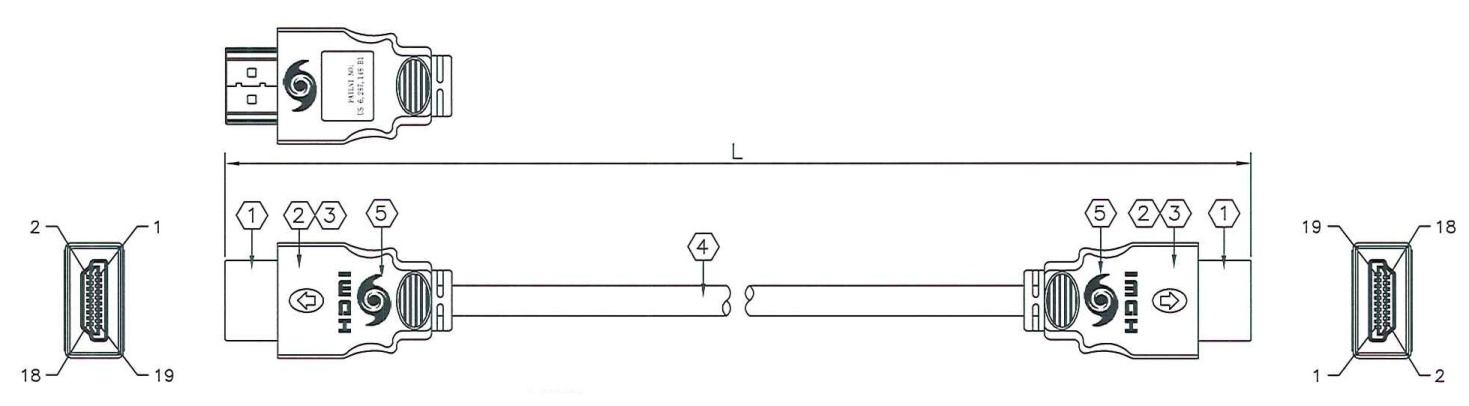 PATENT NO.
US 6,297,148 B1
L
1 2 3 5 5 2 3 1
2 1 4 19 18
HDMI HDMI
18 19 1 2